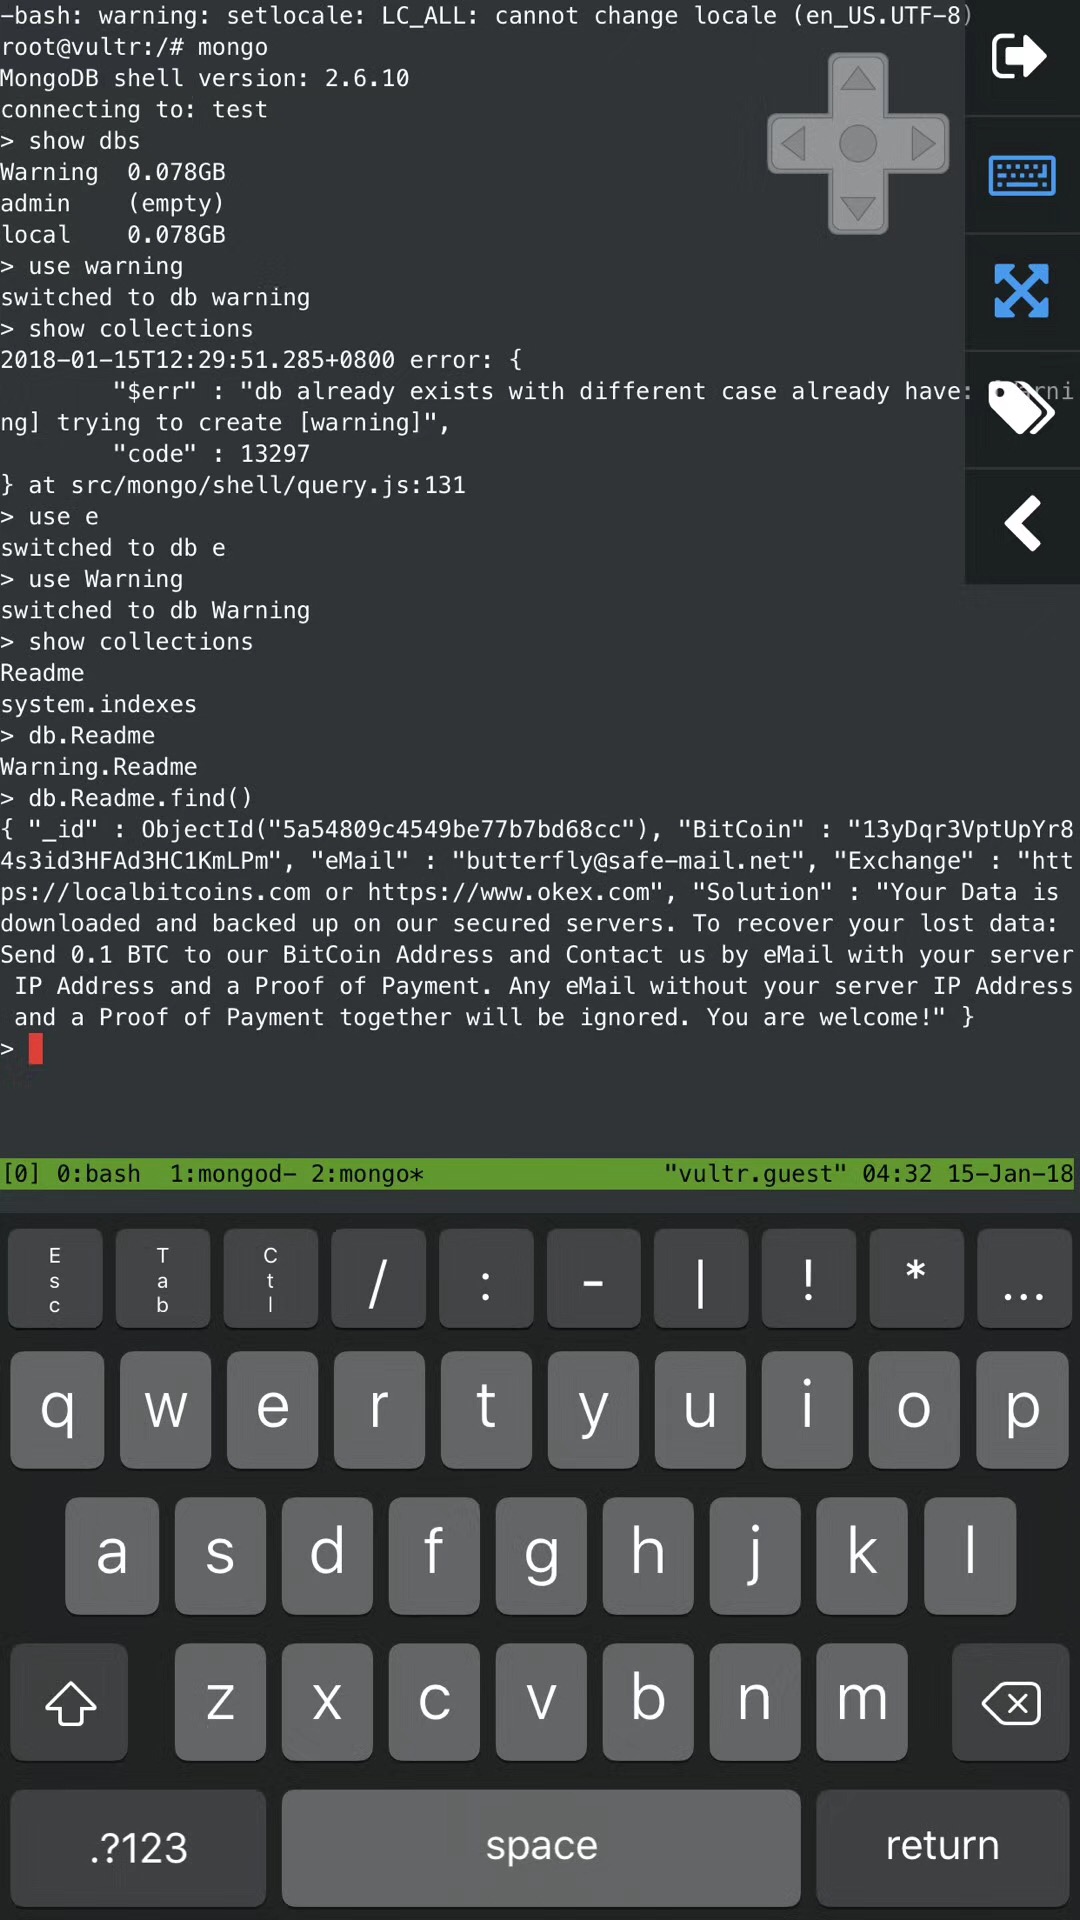 -bash: warning: setlocale: LC_ALL: cannot change locale (en_US.UTF-8)
root@vultr:/# mongo
MongoDB shell version: 2.6.10
connecting to: test
> show dbs
Warning  0.078GB
admin    (empty)
local    0.078GB
> use warning
switched to db warning
> show collections
2018-01-15T12:29:51.285+0800 error: {
        "$err" : "db already exists with different case already have: [Warni
ng] trying to create [warning]",
        "code" : 13297
} at src/mongo/shell/query.js:131
> use e
switched to db e
> use Warning
switched to db Warning
> show collections
Readme
system.indexes
> db.Readme
Warning.Readme
> db.Readme.find()
{ "_id" : ObjectId("5a54809c4549be77b7bd68cc"), "BitCoin" : "13yDqr3VptUpYr8
4s3id3HFAd3HC1KmLPm", "eMail" : "butterfly@safe-mail.net", "Exchange" : "htt
ps://localbitcoins.com or https://www.okex.com", "Solution" : "Your Data is
downloaded and backed up on our secured servers. To recover your lost data:
Send 0.1 BTC to our BitCoin Address and Contact us by eMail with your server
 IP Address and a Proof of Payment. Any eMail without your server IP Address
 and a Proof of Payment together will be ignored. You are welcome!" }
>
[0] 0:bash  1:mongod- 2:mongo*                 "vultr.guest" 04:32 15-Jan-18
Esc Tab Ctl / : - | ! * ...
q w e r t y u i o p
a s d f g h j k l
z x c v b n m
.?123 space return